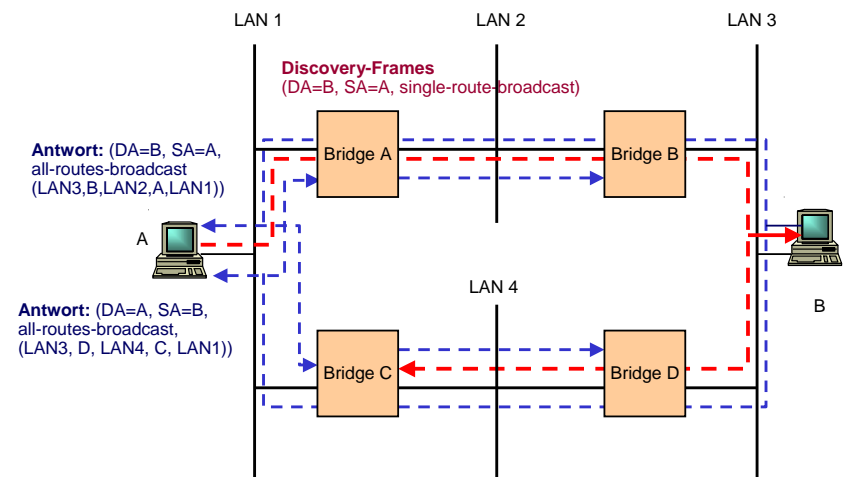 LAN 1
LAN 2
LAN 3
Discovery-Frames
(DA=B, SA=A, single-route-broadcast)
Bridge A
Bridge B
Antwort: (DA=B, SA=A,
all-routes-broadcast
(LAN3,B,LAN2,A,LAN1))
A
B
LAN 4
Antwort: (DA=A, SA=B,
all-routes-broadcast,
(LAN3, D, LAN4, C, LAN1))
Bridge C
Bridge D